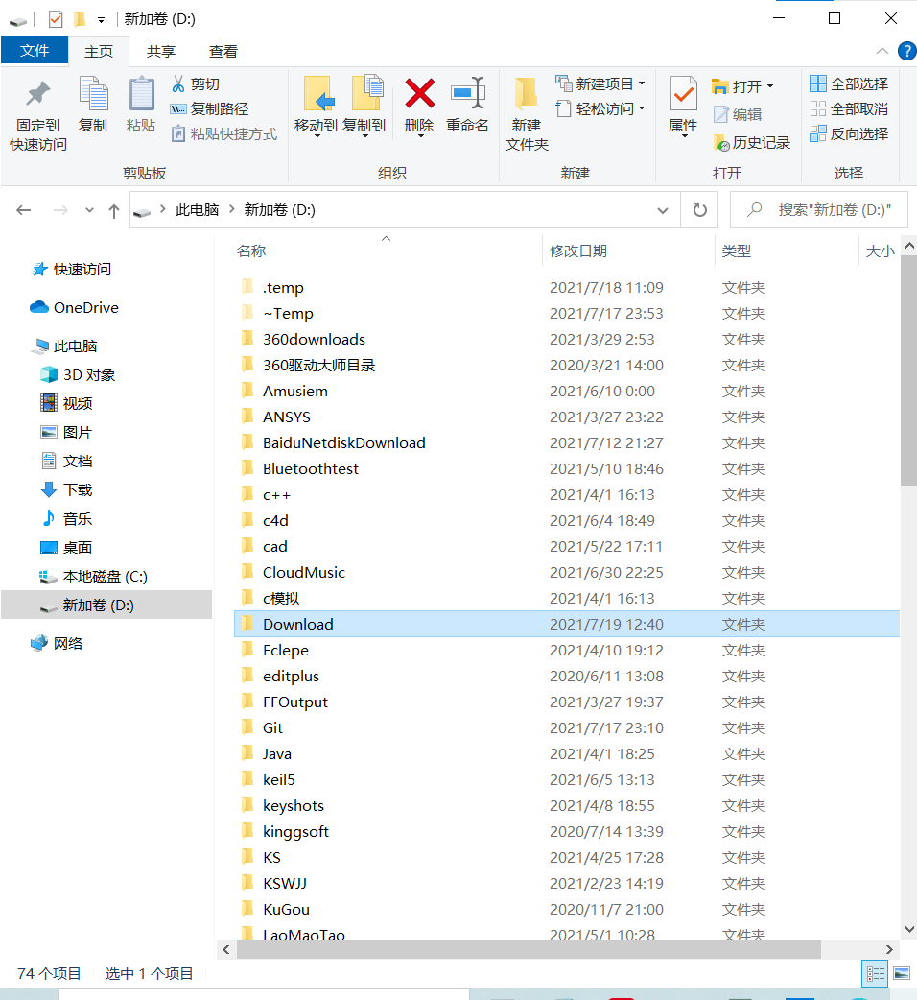 新加卷 (D:)
文件 主页 共享 查看
固定到快速访问 复制 粘贴 剪切 复制路径 粘贴快捷方式
移动到 复制到 删除 重命名
新建文件夹 新建项目 轻松访问
属性 打开 编辑 历史记录
全部选择 全部取消 反向选择
剪贴板 组织 新建 打开 选择
此电脑 新加卷 (D:) 搜索"新加卷 (D:)"
快速访问
OneDrive
此电脑
3D 对象
视频
图片
文档
下载
音乐
桌面
本地磁盘 (C:)
新加卷 (D:)
网络
名称 修改日期 类型 大小
.temp 2021/7/18 11:09 文件夹
~Temp 2021/7/17 23:53 文件夹
360downloads 2021/3/29 2:53 文件夹
360驱动大师目录 2020/3/21 14:00 文件夹
Amusiem 2021/6/10 0:00 文件夹
ANSYS 2021/3/27 23:22 文件夹
BaiduNetdiskDownload 2021/7/12 21:27 文件夹
Bluetoothtest 2021/5/10 18:46 文件夹
c++ 2021/4/1 16:13 文件夹
c4d 2021/6/4 18:49 文件夹
cad 2021/5/22 17:11 文件夹
CloudMusic 2021/6/30 22:25 文件夹
c模拟 2021/4/1 16:13 文件夹
Download 2021/7/19 12:40 文件夹
Eclepe 2021/4/10 19:12 文件夹
editplus 2020/6/11 13:08 文件夹
FFOutput 2021/3/27 19:37 文件夹
Git 2021/7/17 23:10 文件夹
Java 2021/4/1 18:25 文件夹
keil5 2021/6/5 13:13 文件夹
keyshots 2021/4/8 18:55 文件夹
kinggsoft 2020/7/14 13:39 文件夹
KS 2021/4/25 17:28 文件夹
KSWJJ 2021/2/23 14:19 文件夹
KuGou 2020/11/7 21:00 文件夹
LaoMaoTao 2021/5/1 10:28 文件夹
74 个项目 选中 1 个项目